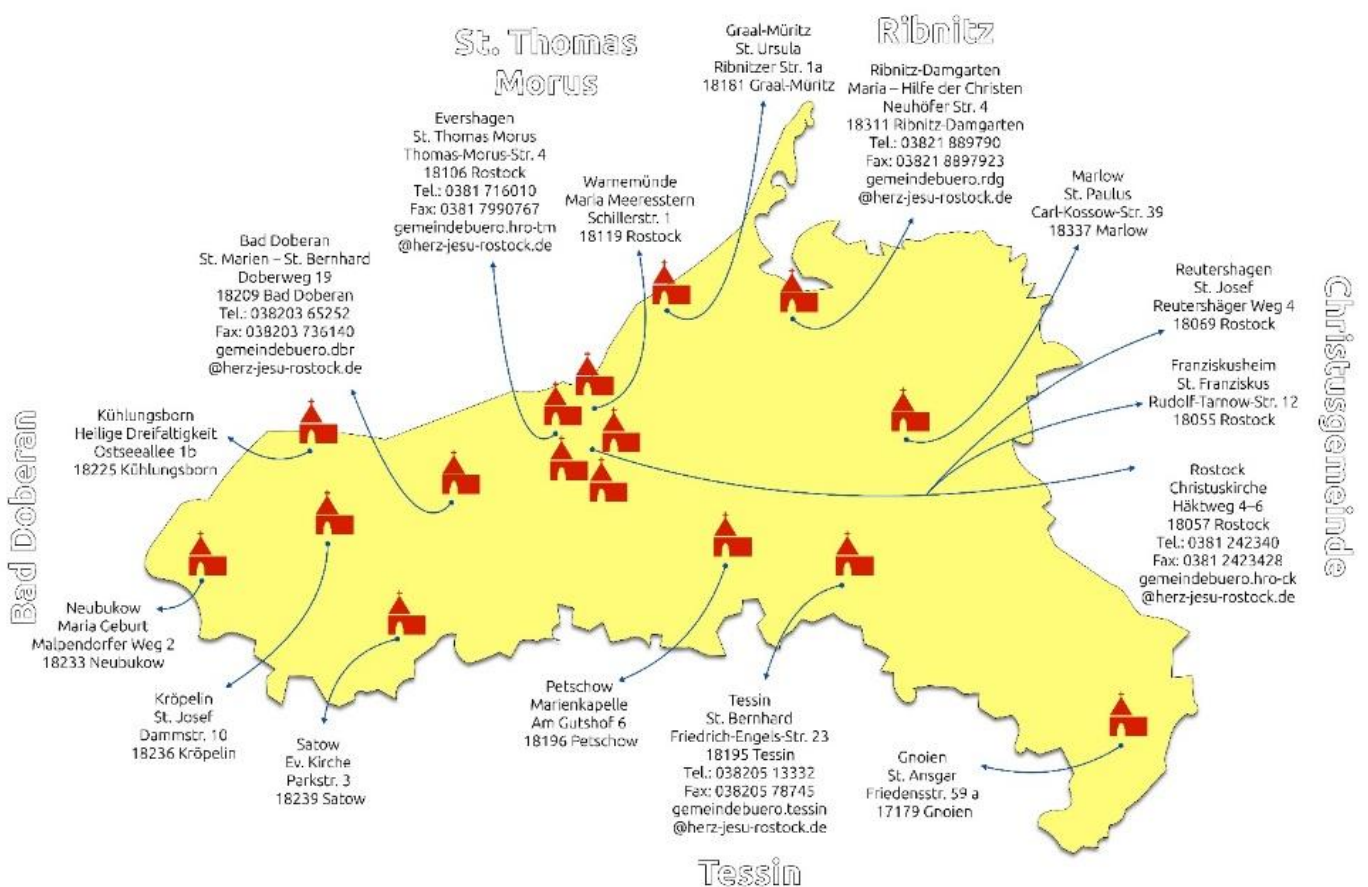 St. Thomas
Morus
Graal-Müritz
St. Ursula
Ribnitzer Str. 1a
18181 Graal-Müritz
Ribnitz
Ribnitz-Damgarten
Maria – Hilfe der Christen
Neuhöfer Str. 4
18311 Ribnitz-Damgarten
Tel.: 03821 889790
Fax: 03821 8897923
gemeindebuero.rdg
@herz-jesu-rostock.de
Evershagen
St. Thomas Morus
Thomas-Morus-Str. 4
18106 Rostock
Tel.: 0381 716010
Fax: 0381 7990767
gemeindebuero.hro-tm
@herz-jesu-rostock.de
Warnemünde
Maria Meeresstern
Schillerstr. 1
18119 Rostock
Marlow
St. Paulus
Carl-Kossow-Str. 39
18337 Marlow
Bad Doberan
St. Marien – St. Bernhard
Doberweg 19
18209 Bad Doberan
Tel.: 038203 65252
Fax: 038203 736140
gemeindebuero.dbr
@herz-jesu-rostock.de
Reutershagen
St. Josef
Reutershäger Weg 4
18069 Rostock
Christusgemeinde
Franziskusheim
St. Franziskus
Rudolf-Tarnow-Str. 12
18055 Rostock
Kühlungsborn
Heilige Dreifaltigkeit
Ostseeallee 1b
18225 Kühlungsborn
Bad Doberan
Rostock
Christuskirche
Häktweg 4–6
18057 Rostock
Tel.: 0381 242340
Fax: 0381 2423428
gemeindebuero.hro-ck
@herz-jesu-rostock.de
Neubukow
Maria Geburt
Malpendorfer Weg 2
18233 Neubukow
Kröpelin
St. Josef
Dammstr. 10
18236 Kröpelin
Satow
Ev. Kirche
Parkstr. 3
18239 Satow
Petschow
Marienkapelle
Am Gutshof 6
18196 Petschow
Tessin
St. Bernhard
Friedrich-Engels-Str. 23
18195 Tessin
Tel.: 038205 13332
Fax: 038205 78745
gemeindebuero.tessin
@herz-jesu-rostock.de
Gnoien
St. Ansgar
Friedensstr. 59 a
17179 Gnoien
Tessin